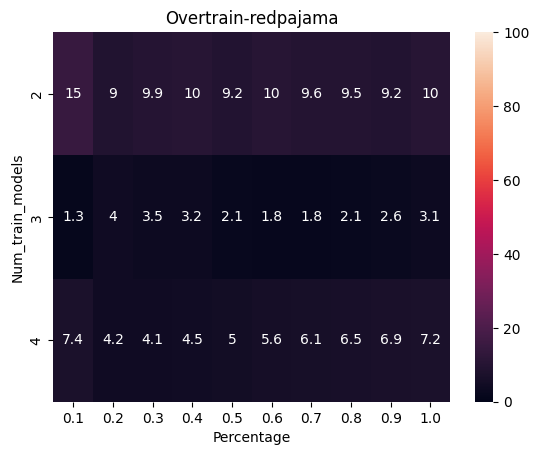 Overtrain-redpajama
Num_train_models
2
15 9 9.9 10 9.2 10 9.6 9.5 9.2 10
3
1.3 4 3.5 3.2 2.1 1.8 1.8 2.1 2.6 3.1
4
7.4 4.2 4.1 4.5 5 5.6 6.1 6.5 6.9 7.2
0.1 0.2 0.3 0.4 0.5 0.6 0.7 0.8 0.9 1.0
Percentage
100
80
60
40
20
0